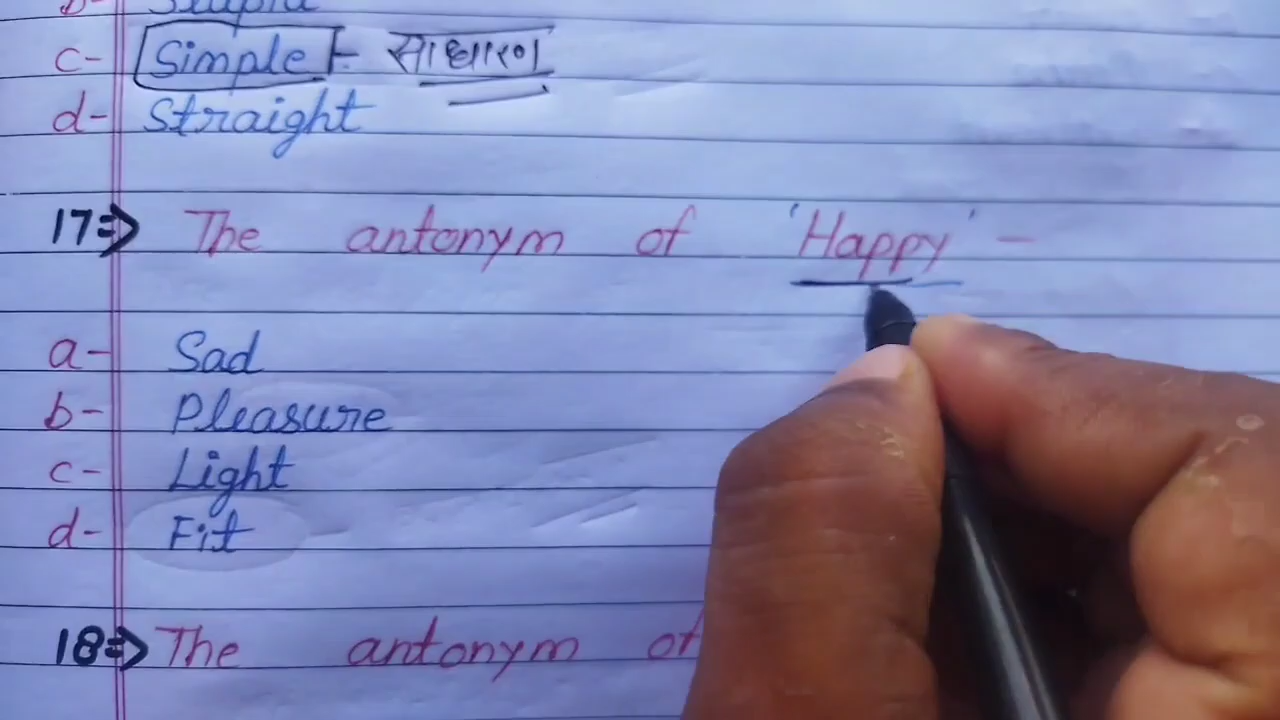 c- Simple - साधारण
d- Straight
17⇒ The antonym of 'Happy' -
a- Sad
b- Pleasure
c- Light
d- Fit
18⇒ The antonym of